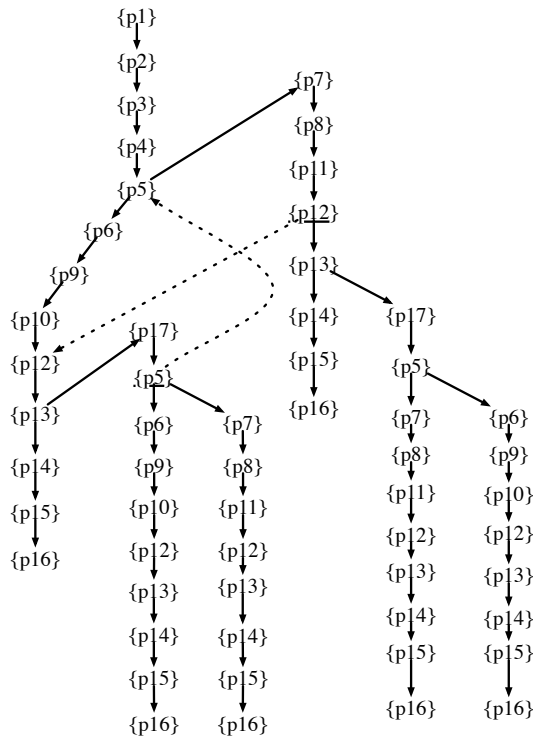 {p1}
{p2}
{p3}
{p4}
{p5}
{p6}
{p9}
{p10}
{p12}
{p13}
{p14}
{p15}
{p16}
{p17}
{p5}
{p6}
{p9}
{p10}
{p12}
{p13}
{p14}
{p15}
{p16}
{p7}
{p8}
{p11}
{p12}
{p13}
{p14}
{p15}
{p16}
{p7}
{p8}
{p11}
{p12}
{p13}
{p14}
{p15}
{p16}
{p17}
{p5}
{p7}
{p8}
{p11}
{p12}
{p13}
{p14}
{p15}
{p16}
{p6}
{p9}
{p10}
{p12}
{p13}
{p14}
{p15}
{p16}